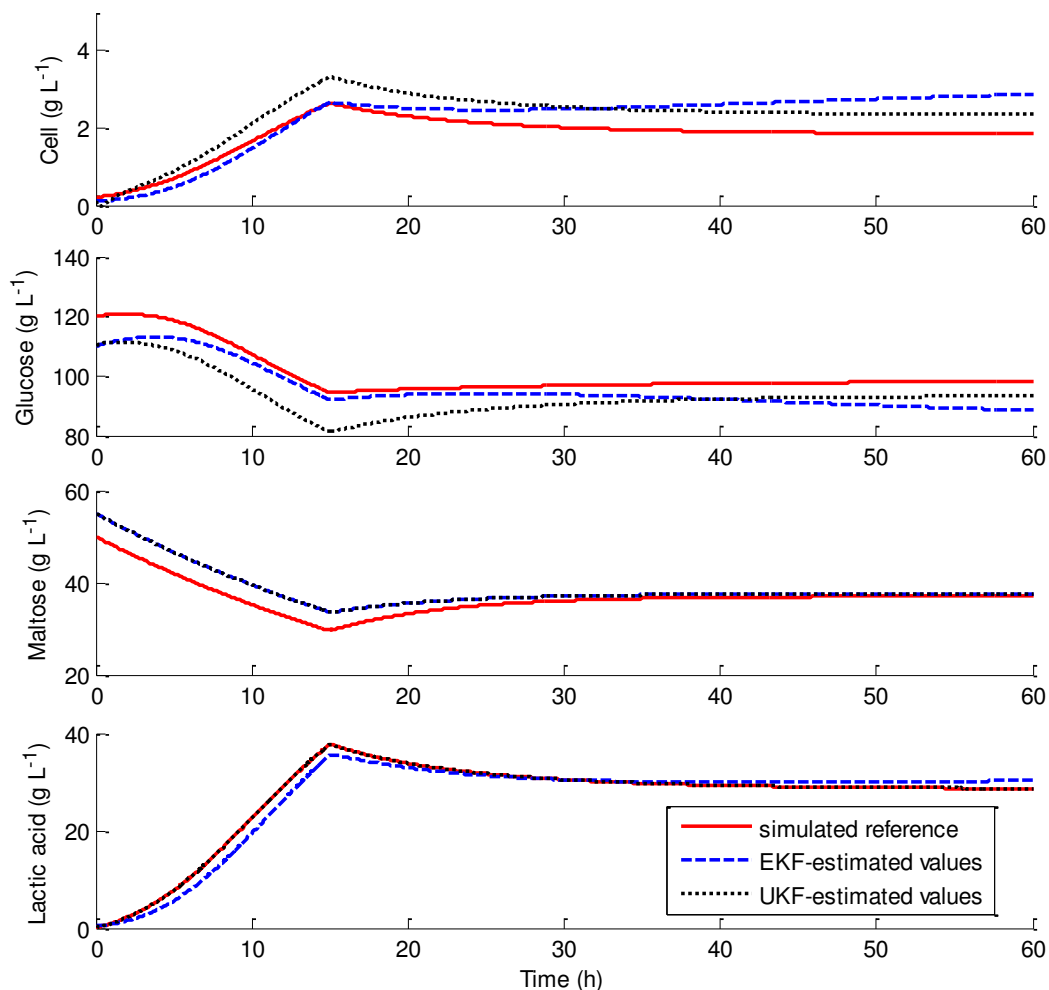 Cell (g L⁻¹)
4
2
0
0 10 20 30 40 50 60
Glucose (g L⁻¹)
140
120
100
80
0 10 20 30 40 50 60
Maltose (g L⁻¹)
60
40
20
0 10 20 30 40 50 60
Lactic acid (g L⁻¹)
40
20
0
simulated reference
EKF-estimated values
UKF-estimated values
0 10 20 30 40 50 60
Time (h)